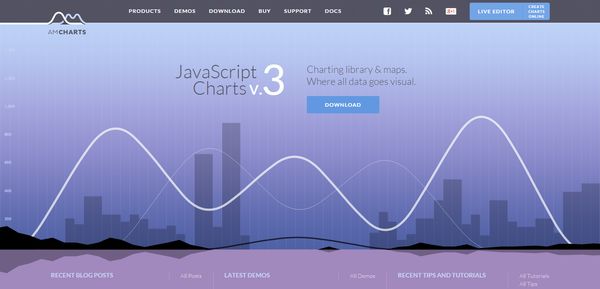 PRODUCTS DEMOS DOWNLOAD BUY SUPPORT DOCS
LIVE EDITOR
CREATE
CHARTS
ONLINE
AMCHARTS
JavaScript
Charts v.3
Charting library & maps.
Where all data goes visual.
DOWNLOAD
RECENT BLOG POSTS
All Posts
LATEST DEMOS
All Demos
RECENT TIPS AND TUTORIALS
All Tutorials
All Tips